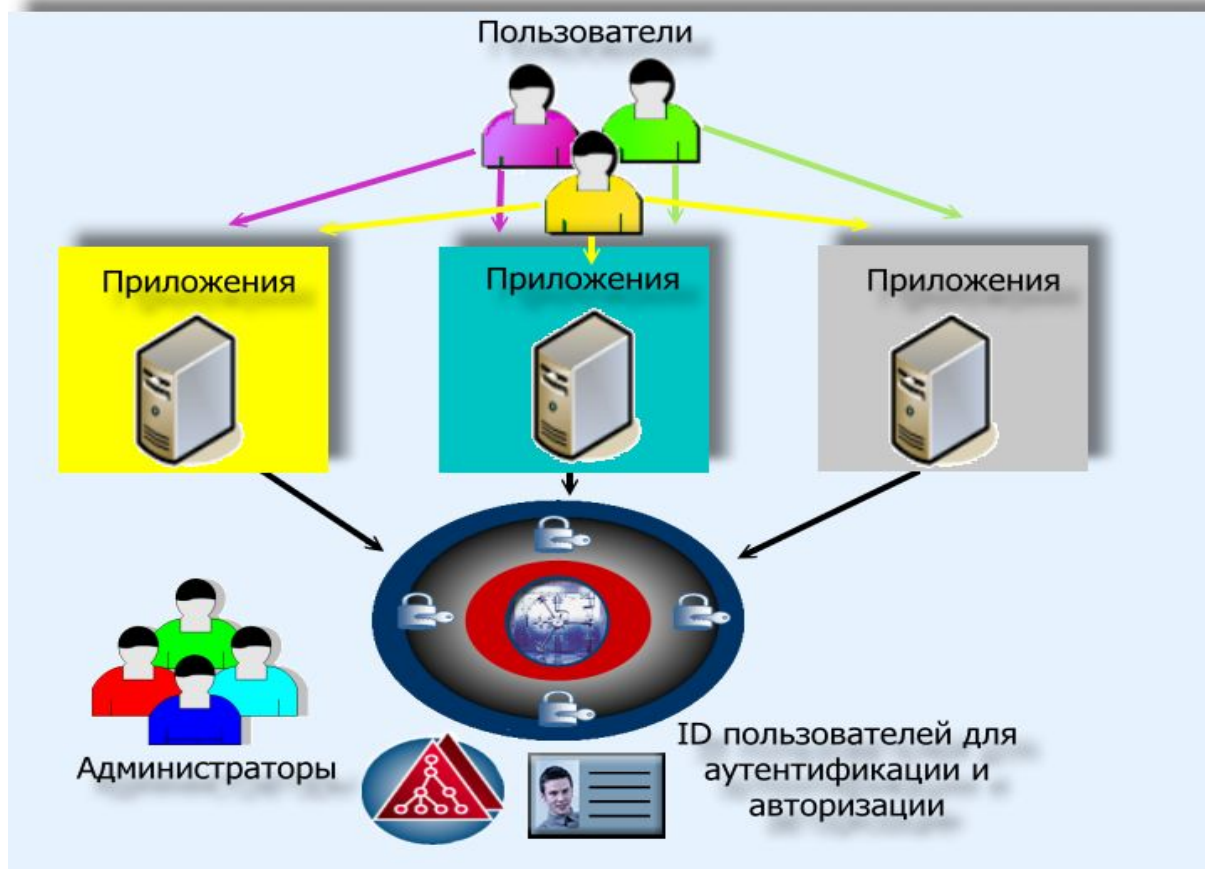 Пользователи
Приложения
Приложения
Приложения
Администраторы
ID пользователей для
аутентификации и
авторизации